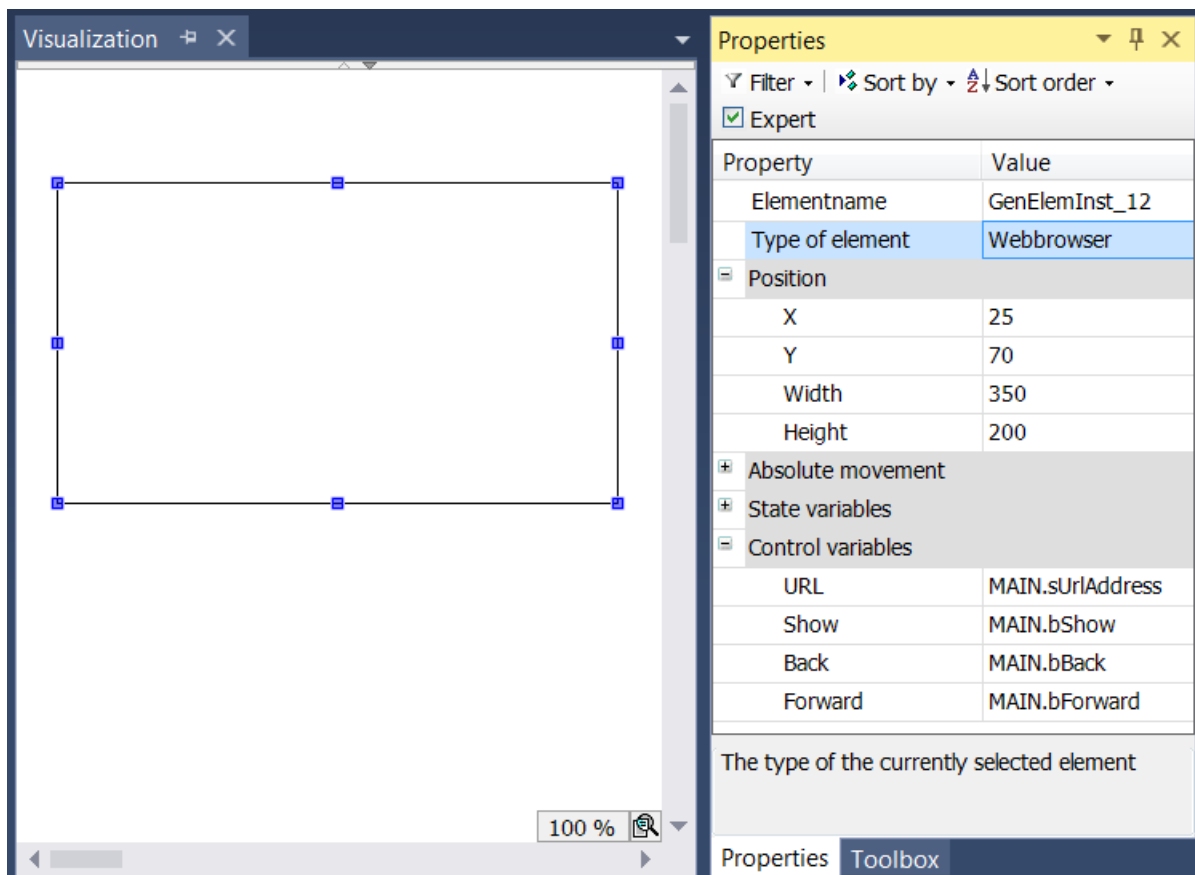 Visualization
100 %
Properties
Filter Sort by Sort order
Expert
Property Value
Elementname GenElemInst_12
Type of element Webbrowser
Position
X 25
Y 70
Width 350
Height 200
Absolute movement
State variables
Control variables
URL MAIN.sUrlAddress
Show MAIN.bShow
Back MAIN.bBack
Forward MAIN.bForward
The type of the currently selected element
Properties Toolbox